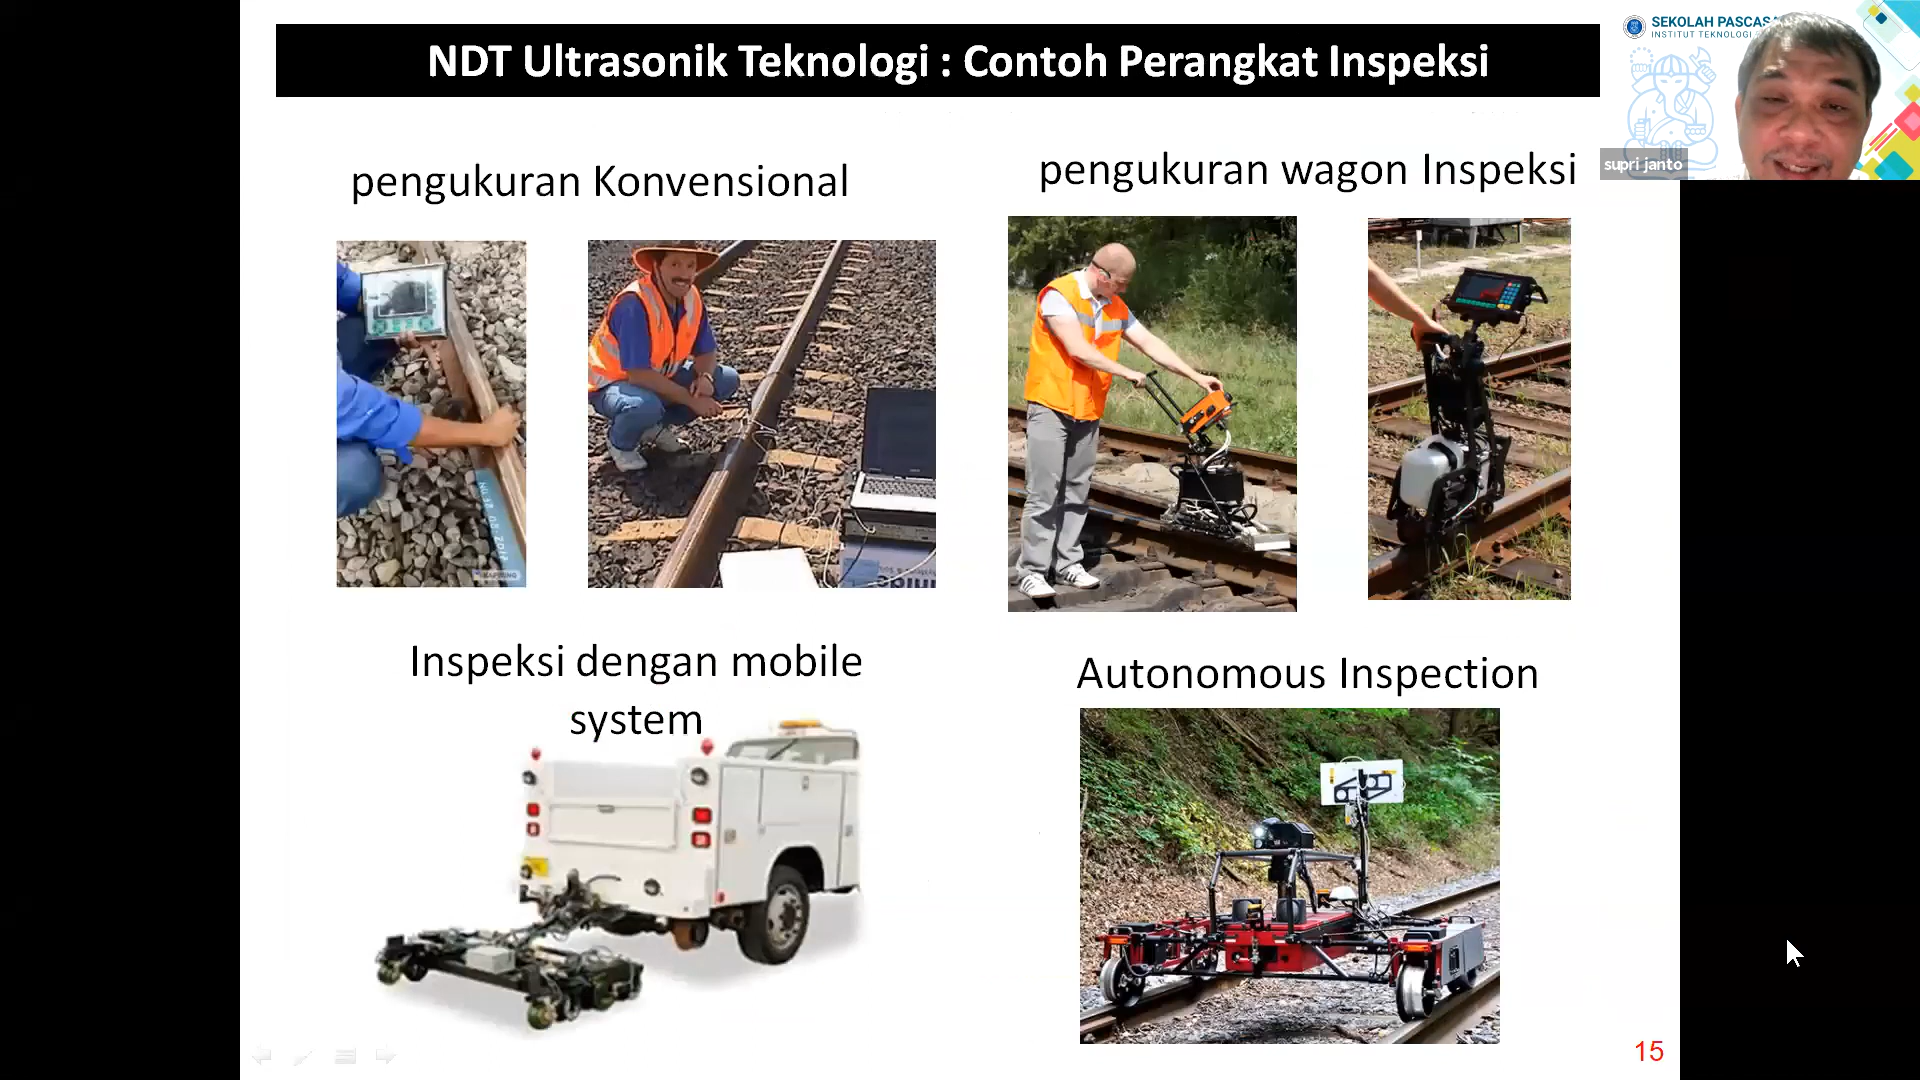 NDT Ultrasonik Teknologi : Contoh Perangkat Inspeksi
SEKOLAH PASCASA
INSTITUT TEKNOLOGI
supri janto
pengukuran Konvensional
pengukuran wagon Inspeksi
Inspeksi dengan mobile
system
Autonomous Inspection
15